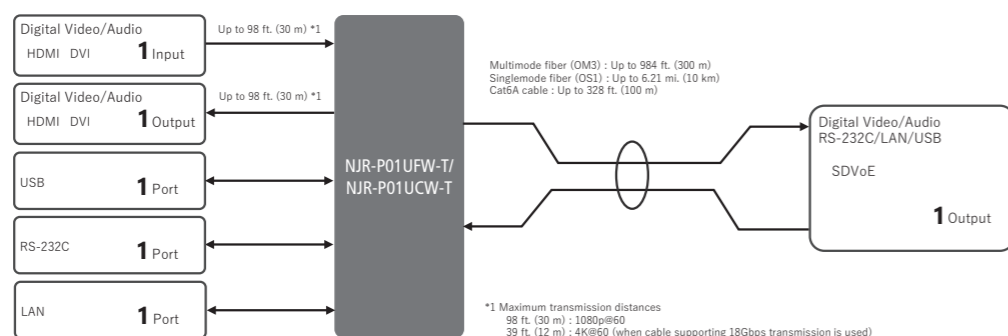 Digital Video/Audio
HDMI DVI 1 Input
Up to 98 ft. (30 m) *1
Digital Video/Audio
HDMI DVI 1 Output
Up to 98 ft. (30 m) *1
USB 1 Port
RS-232C 1 Port
LAN 1 Port
NJR-P01UFW-T/
NJR-P01UCW-T
Multimode fiber (OM3) : Up to 984 ft. (300 m)
Singlemode fiber (OS1) : Up to 6.21 mi. (10 km)
Cat6A cable : Up to 328 ft. (100 m)
Digital Video/Audio
RS-232C/LAN/USB
SDVoE
1 Output
*1 Maximum transmission distances
98 ft. (30 m) : 1080p@60
39 ft. (12 m) : 4K@60 (when cable supporting 18Gbps transmission is used)